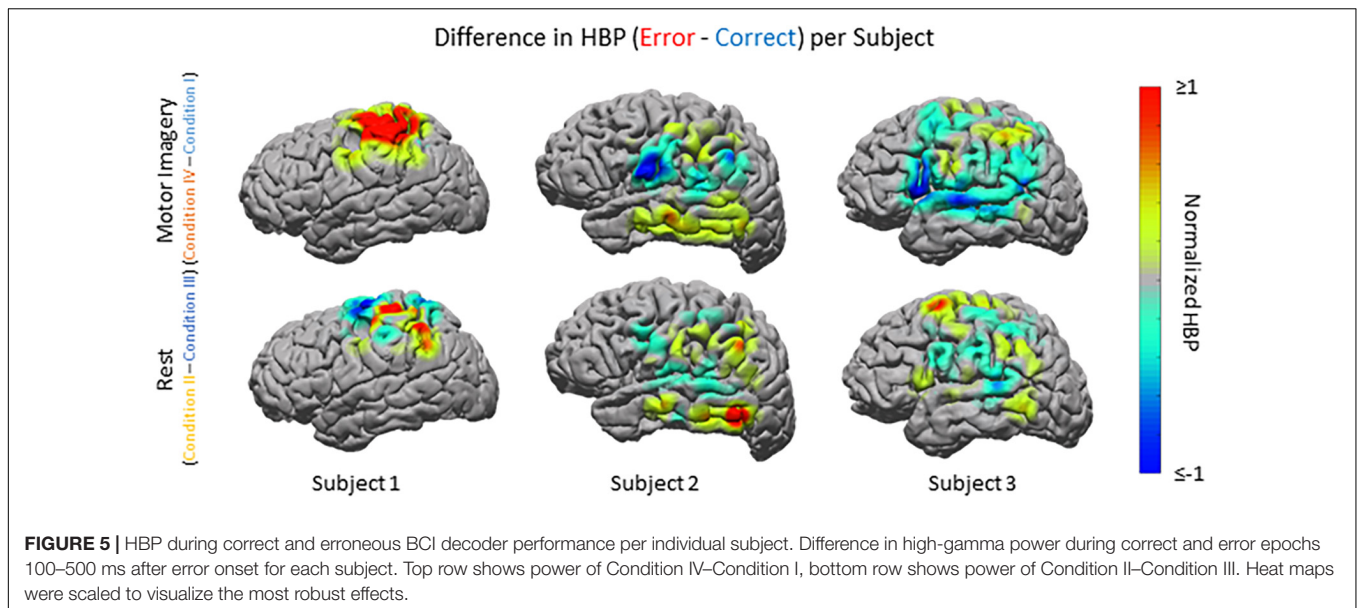 Difference in HBP (Error - Correct) per Subject
Motor Imagery
(Condition IV – Condition I)
Rest
(Condition II – Condition III)
Subject 1
Subject 2
Subject 3
≥1
Normalized HBP
≤-1
FIGURE 5 | HBP during correct and erroneous BCI decoder performance per individual subject. Difference in high-gamma power during correct and error epochs
100–500 ms after error onset for each subject. Top row shows power of Condition IV–Condition I, bottom row shows power of Condition II–Condition III. Heat maps
were scaled to visualize the most robust effects.